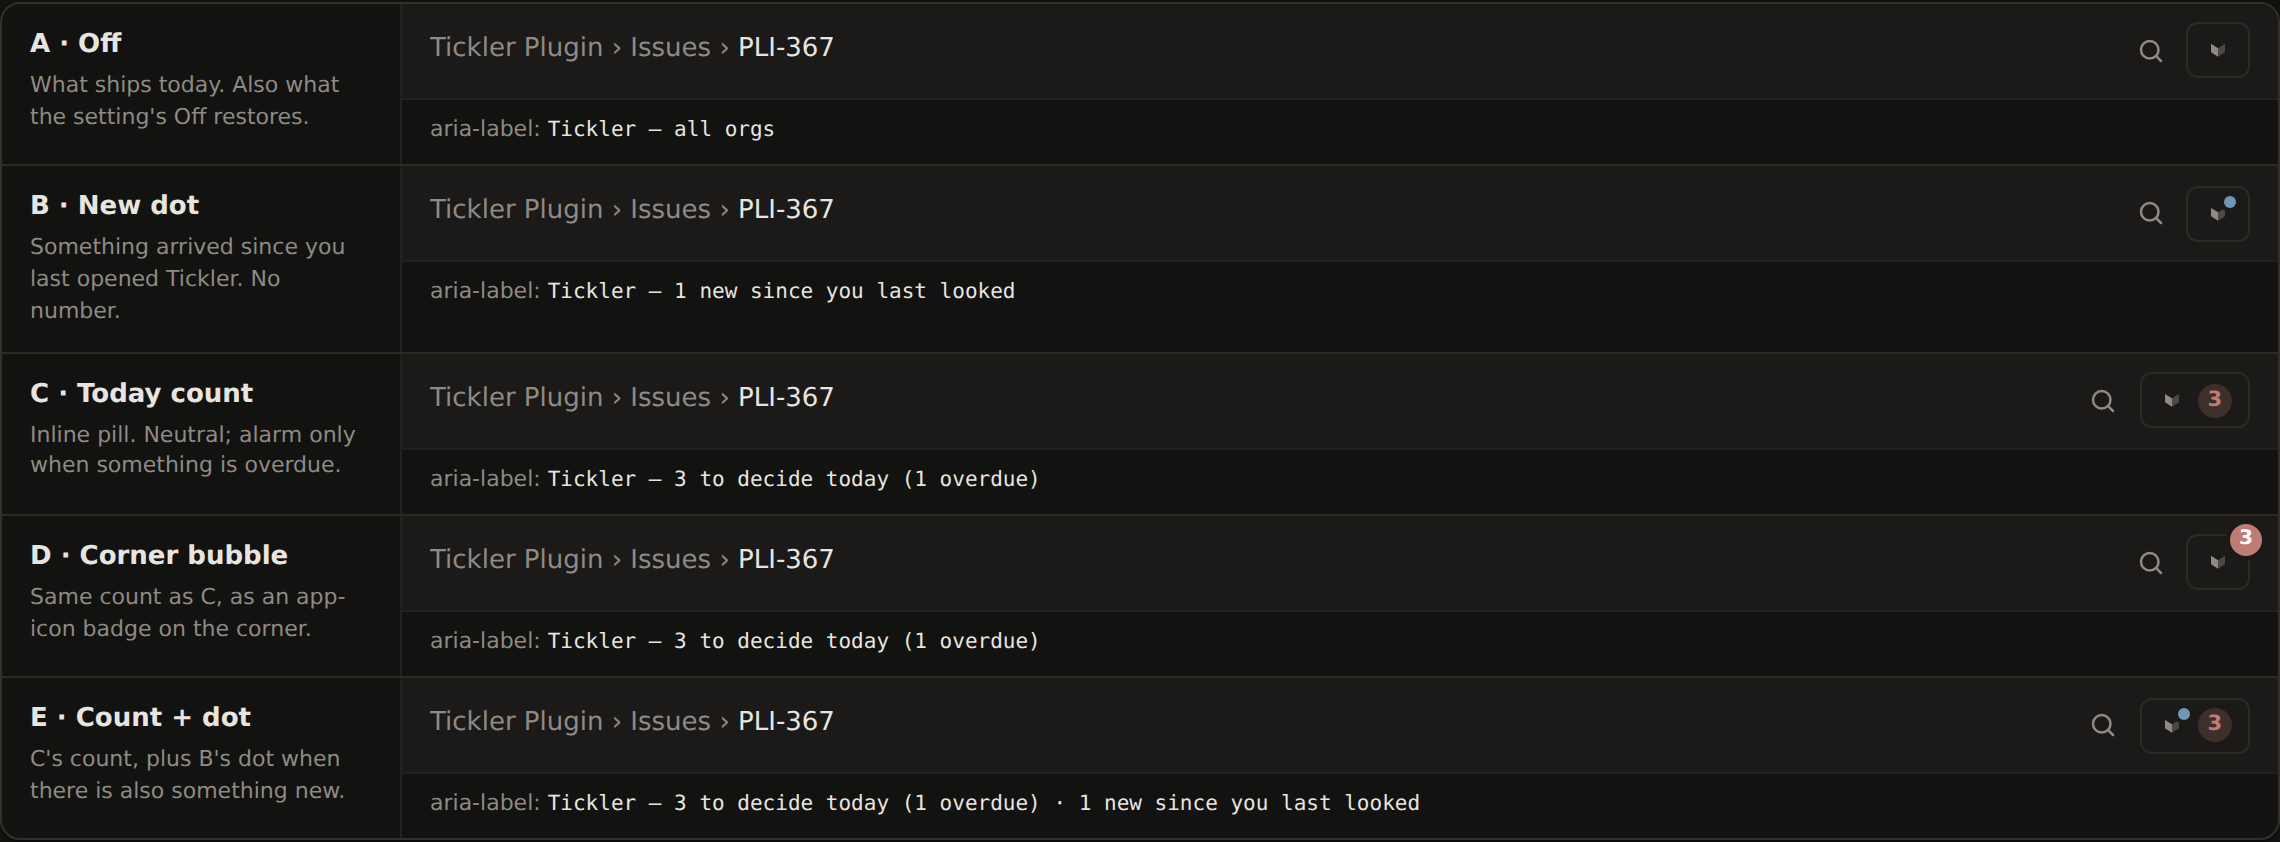 A · Off
What ships today. Also what
the setting's Off restores.
Tickler Plugin › Issues › PLI-367
aria-label: Tickler — all orgs
B · New dot
Something arrived since you
last opened Tickler. No
number.
Tickler Plugin › Issues › PLI-367
aria-label: Tickler — 1 new since you last looked
C · Today count
Inline pill. Neutral; alarm only
when something is overdue.
Tickler Plugin › Issues › PLI-367
3
aria-label: Tickler — 3 to decide today (1 overdue)
D · Corner bubble
Same count as C, as an app-
icon badge on the corner.
Tickler Plugin › Issues › PLI-367
3
aria-label: Tickler — 3 to decide today (1 overdue)
E · Count + dot
C's count, plus B's dot when
there is also something new.
Tickler Plugin › Issues › PLI-367
3
aria-label: Tickler — 3 to decide today (1 overdue) · 1 new since you last looked